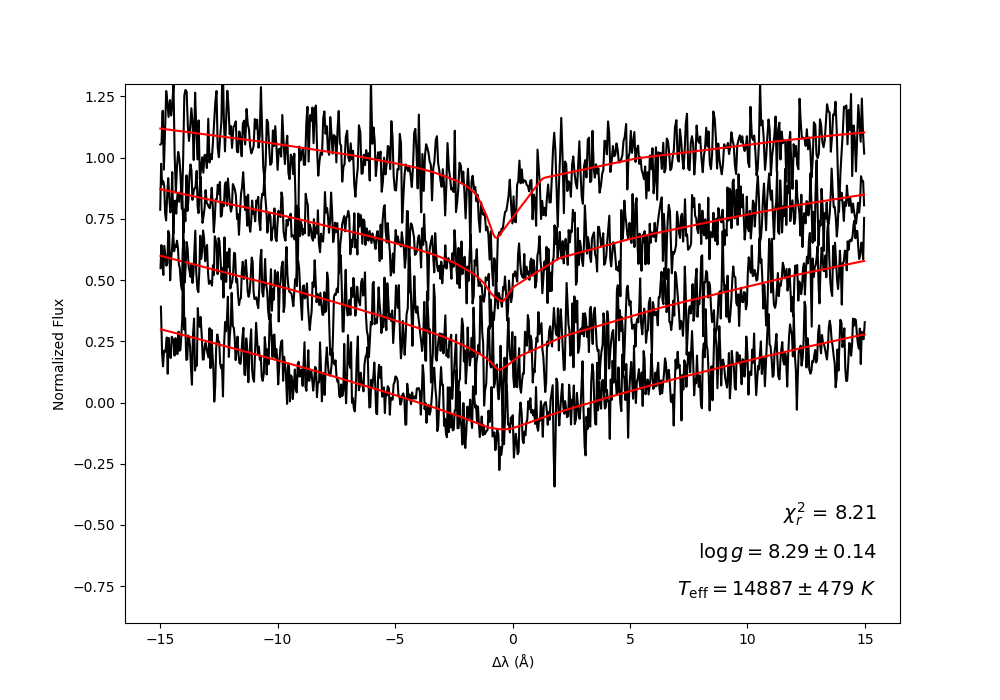 1.25
1.00
0.75
0.50
0.25
0.00
−0.25
−0.50
−0.75
Normalized Flux
χ²ᵣ = 8.21
log g = 8.29 ± 0.14
T_eff = 14887 ± 479 K
−15 −10 −5 0 5 10 15
Δλ (Å)